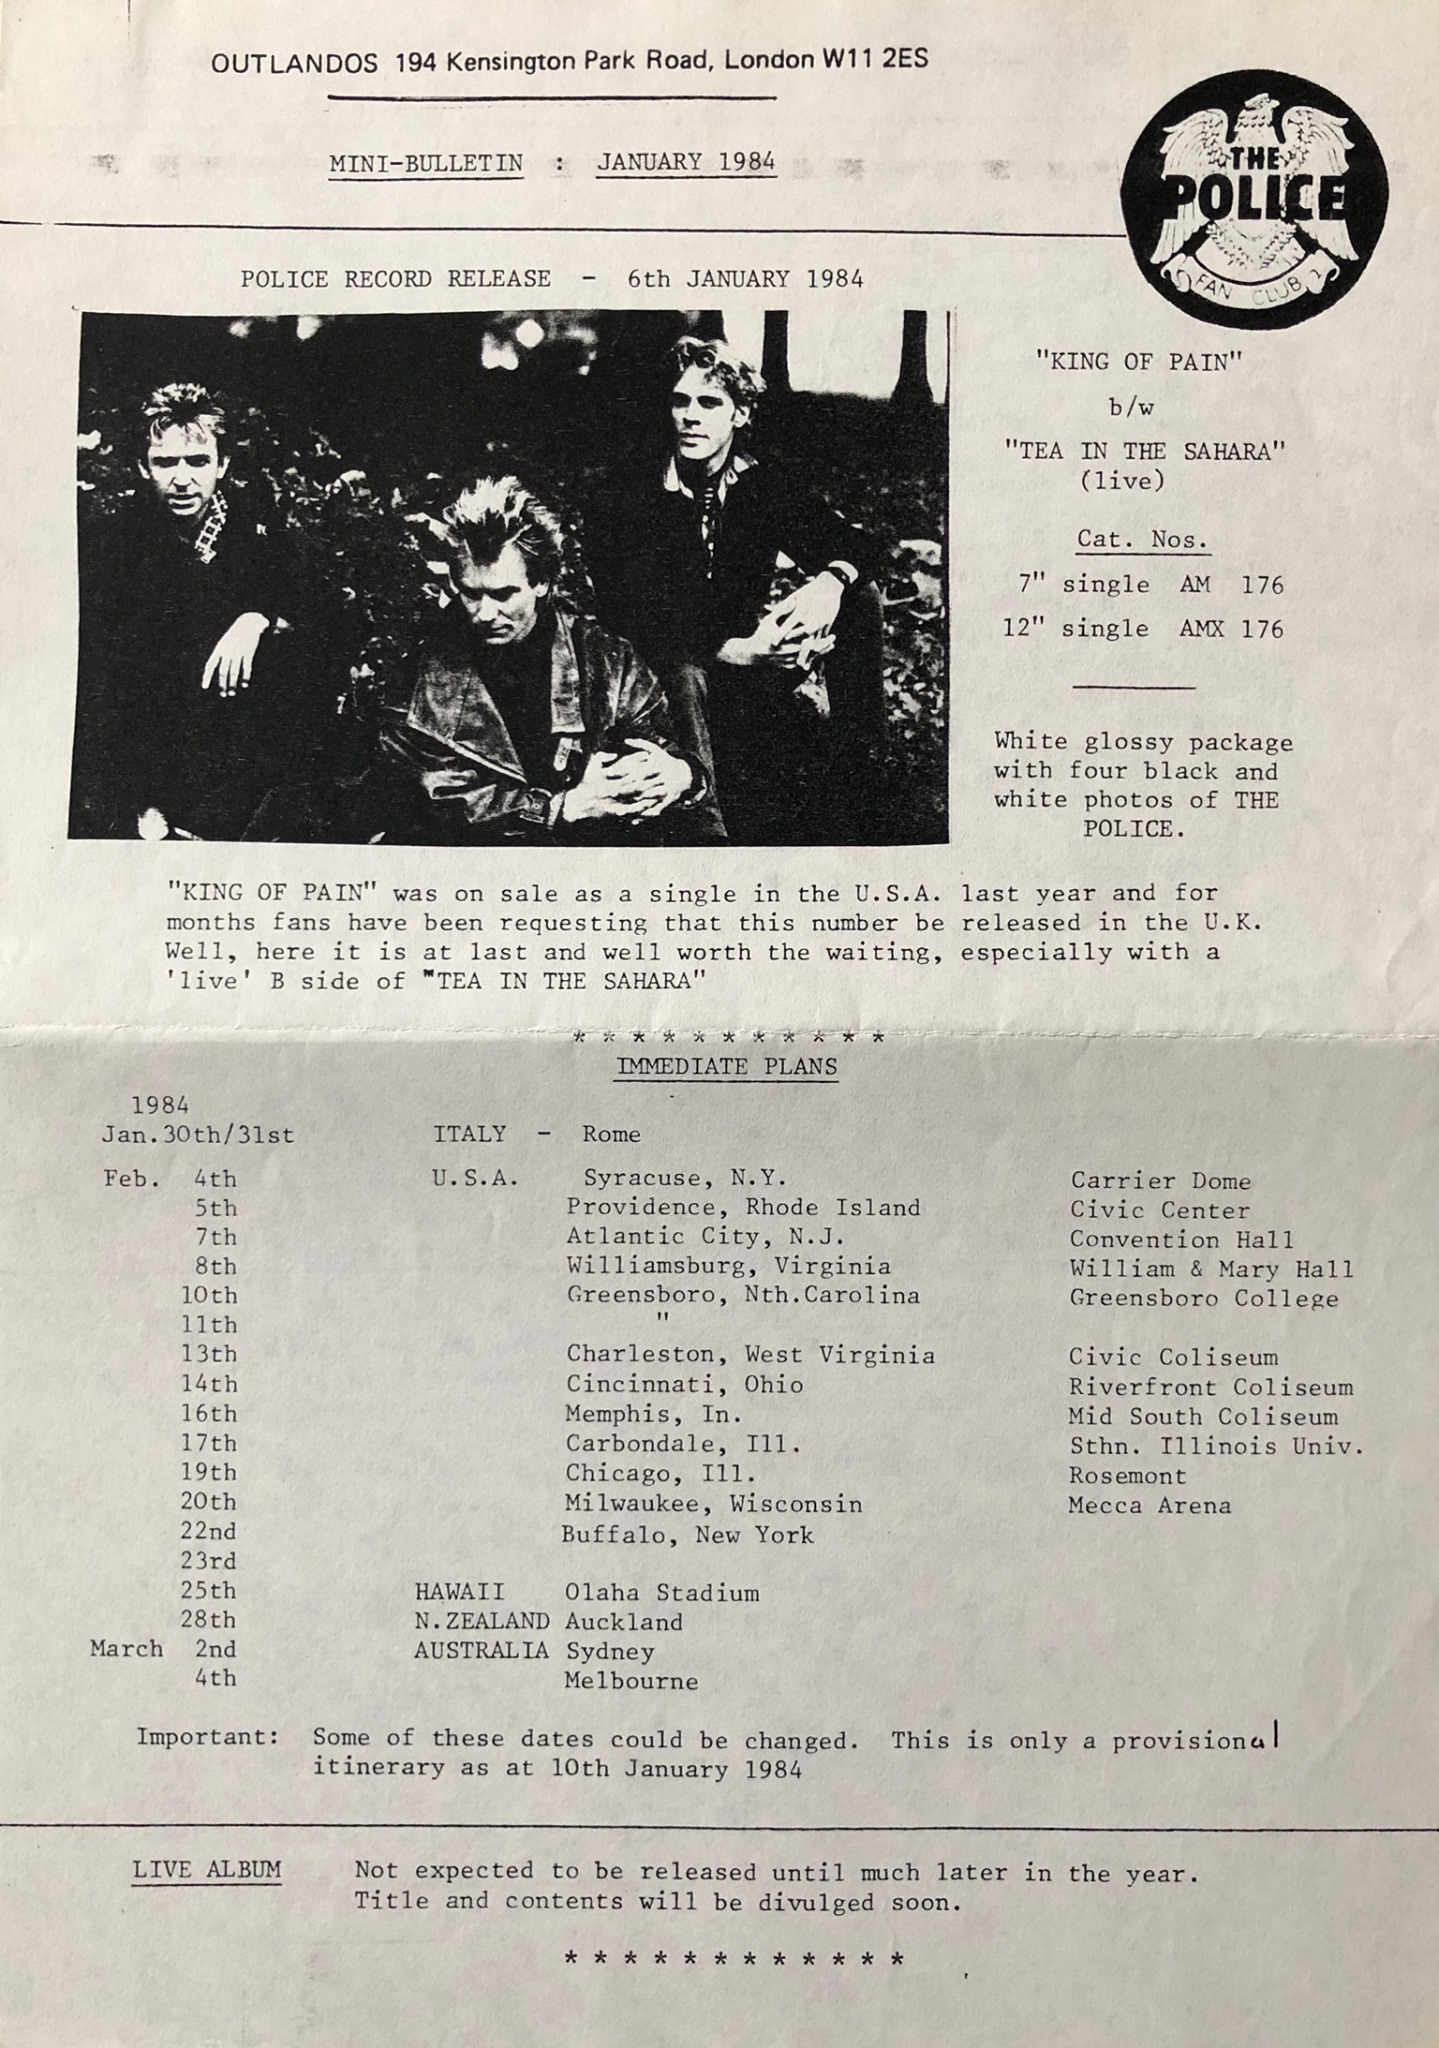 OUTLANDOS 194 Kensington Park Road, London W11 2ES
MINI-BULLETIN : JANUARY 1984
THE
POLICE
FAN CLUB
POLICE RECORD RELEASE - 6th JANUARY 1984
"KING OF PAIN"
b/w
"TEA IN THE SAHARA"
(live)
Cat. Nos.
7" single AM 176
12" single AMX 176
White glossy package
with four black and
white photos of THE
POLICE.
"KING OF PAIN" was on sale as a single in the U.S.A. last year and for
months fans have been requesting that this number be released in the U.K.
Well, here it is at last and well worth the waiting, especially with a
'live' B side of "TEA IN THE SAHARA"
* * * * * * * * * * *
IMMEDIATE PLANS
1984
Jan.30th/31st ITALY - Rome
Feb. 4th U.S.A. Syracuse, N.Y. Carrier Dome
5th Providence, Rhode Island Civic Center
7th Atlantic City, N.J. Convention Hall
8th Williamsburg, Virginia William & Mary Hall
10th Greensboro, Nth.Carolina Greensboro College
11th "
13th Charleston, West Virginia Civic Coliseum
14th Cincinnati, Ohio Riverfront Coliseum
16th Memphis, In. Mid South Coliseum
17th Carbondale, Ill. Sthn. Illinois Univ.
19th Chicago, Ill. Rosemont
20th Milwaukee, Wisconsin Mecca Arena
22nd Buffalo, New York
23rd
25th HAWAII Olaha Stadium
28th N.ZEALAND Auckland
March 2nd AUSTRALIA Sydney
4th Melbourne
Important: Some of these dates could be changed. This is only a provisional
itinerary as at 10th January 1984
LIVE ALBUM Not expected to be released until much later in the year.
Title and contents will be divulged soon.
* * * * * * * * * * * *